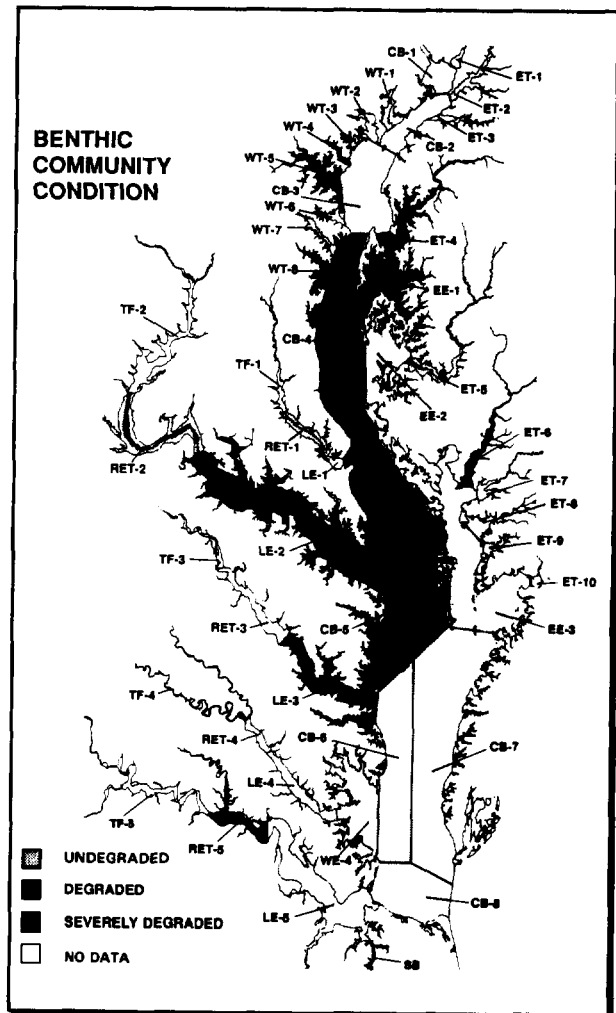 BENTHIC
COMMUNITY
CONDITION
CB-1
ET-1
WT-1
WT-2
ET-2
WT-3
WT-4
ET-3
CB-2
WT-5
CB-3
WT-6
WT-7
ET-4
WT-8
EE-1
TF-2
CB-4
TF-1
ET-5
EE-2
RET-1
ET-6
RET-2
LE-1
ET-7
ET-8
LE-2
ET-9
TF-3
ET-10
RET-3
CB-5
EE-3
TF-4
LE-3
RET-4
CB-6
CB-7
LE-4
TF-5
RET-5
WE-4
UNDEGRADED
DEGRADED
SEVERELY DEGRADED
NO DATA
LE-5
CB-8
SB